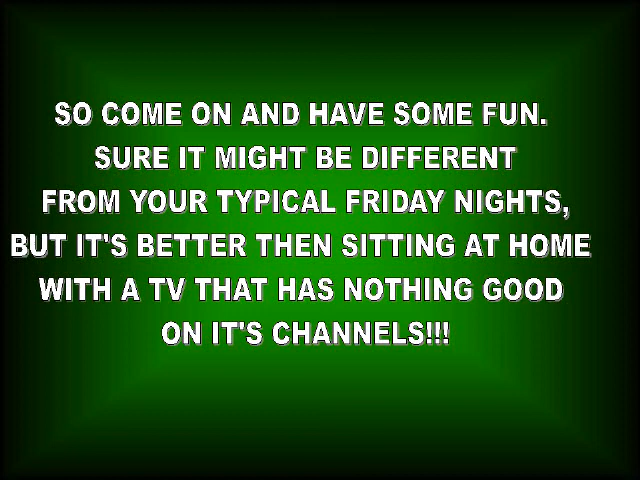 SO COME ON AND HAVE SOME FUN.
SURE IT MIGHT BE DIFFERENT
FROM YOUR TYPICAL FRIDAY NIGHTS,
BUT IT'S BETTER THEN SITTING AT HOME
WITH A TV THAT HAS NOTHING GOOD
ON IT'S CHANNELS!!!